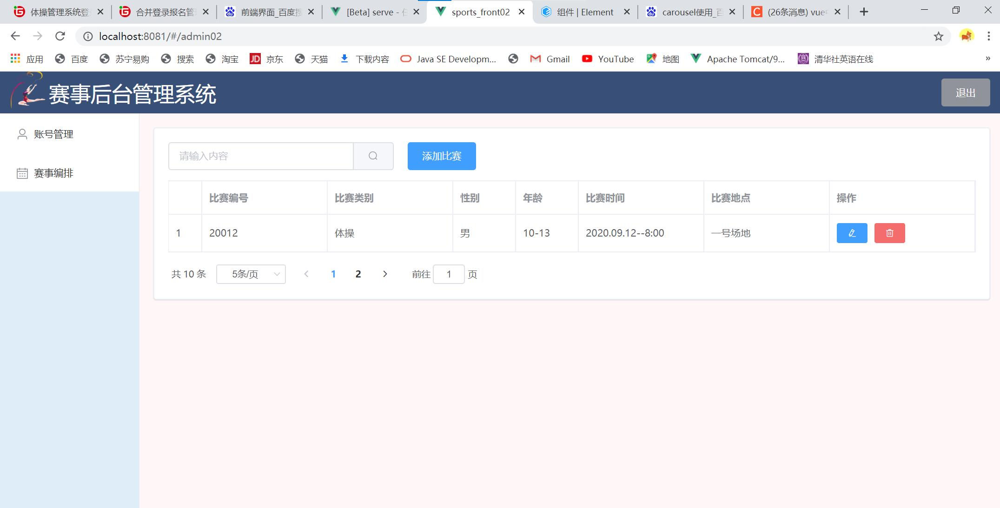 体操管理系统登 合并登录报名管 前端界面_百度搜 [Beta] serve - 任 sports_front02 组件 | Element carousel使用_百 (26条消息) vue中
localhost:8081/#/admin02
应用 百度 苏宁易购 搜索 淘宝 JD 京东 天猫 下载内容 Java SE Developm... Gmail YouTube 地图 Apache Tomcat/9... 清华社英语在线 »
赛事后台管理系统 退出
账号管理
赛事编排
请输入内容 添加比赛
比赛编号 比赛类别 性别 年龄 比赛时间 比赛地点 操作
1 20012 体操 男 10-13 2020.09.12--8:00 一号场地
共 10 条 5条/页 1 2 前往 1 页